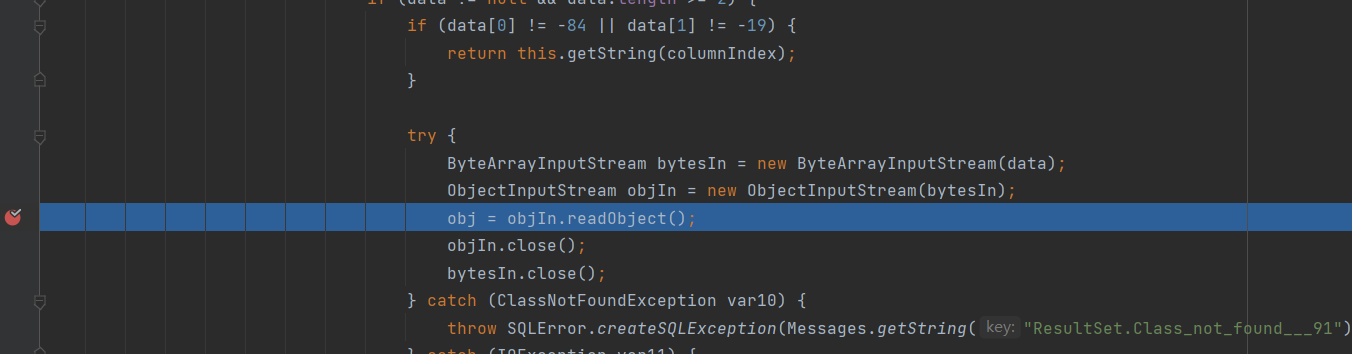 if (data != null && data.length >= 2) {
if (data[0] != -84 || data[1] != -19) {
return this.getString(columnIndex);
}
try {
ByteArrayInputStream bytesIn = new ByteArrayInputStream(data);
ObjectInputStream objIn = new ObjectInputStream(bytesIn);
obj = objIn.readObject();
objIn.close();
bytesIn.close();
} catch (ClassNotFoundException var10) {
throw SQLError.createSQLException(Messages.getString( key: "ResultSet.Class_not_found___91")
} catch (IOException var11) {